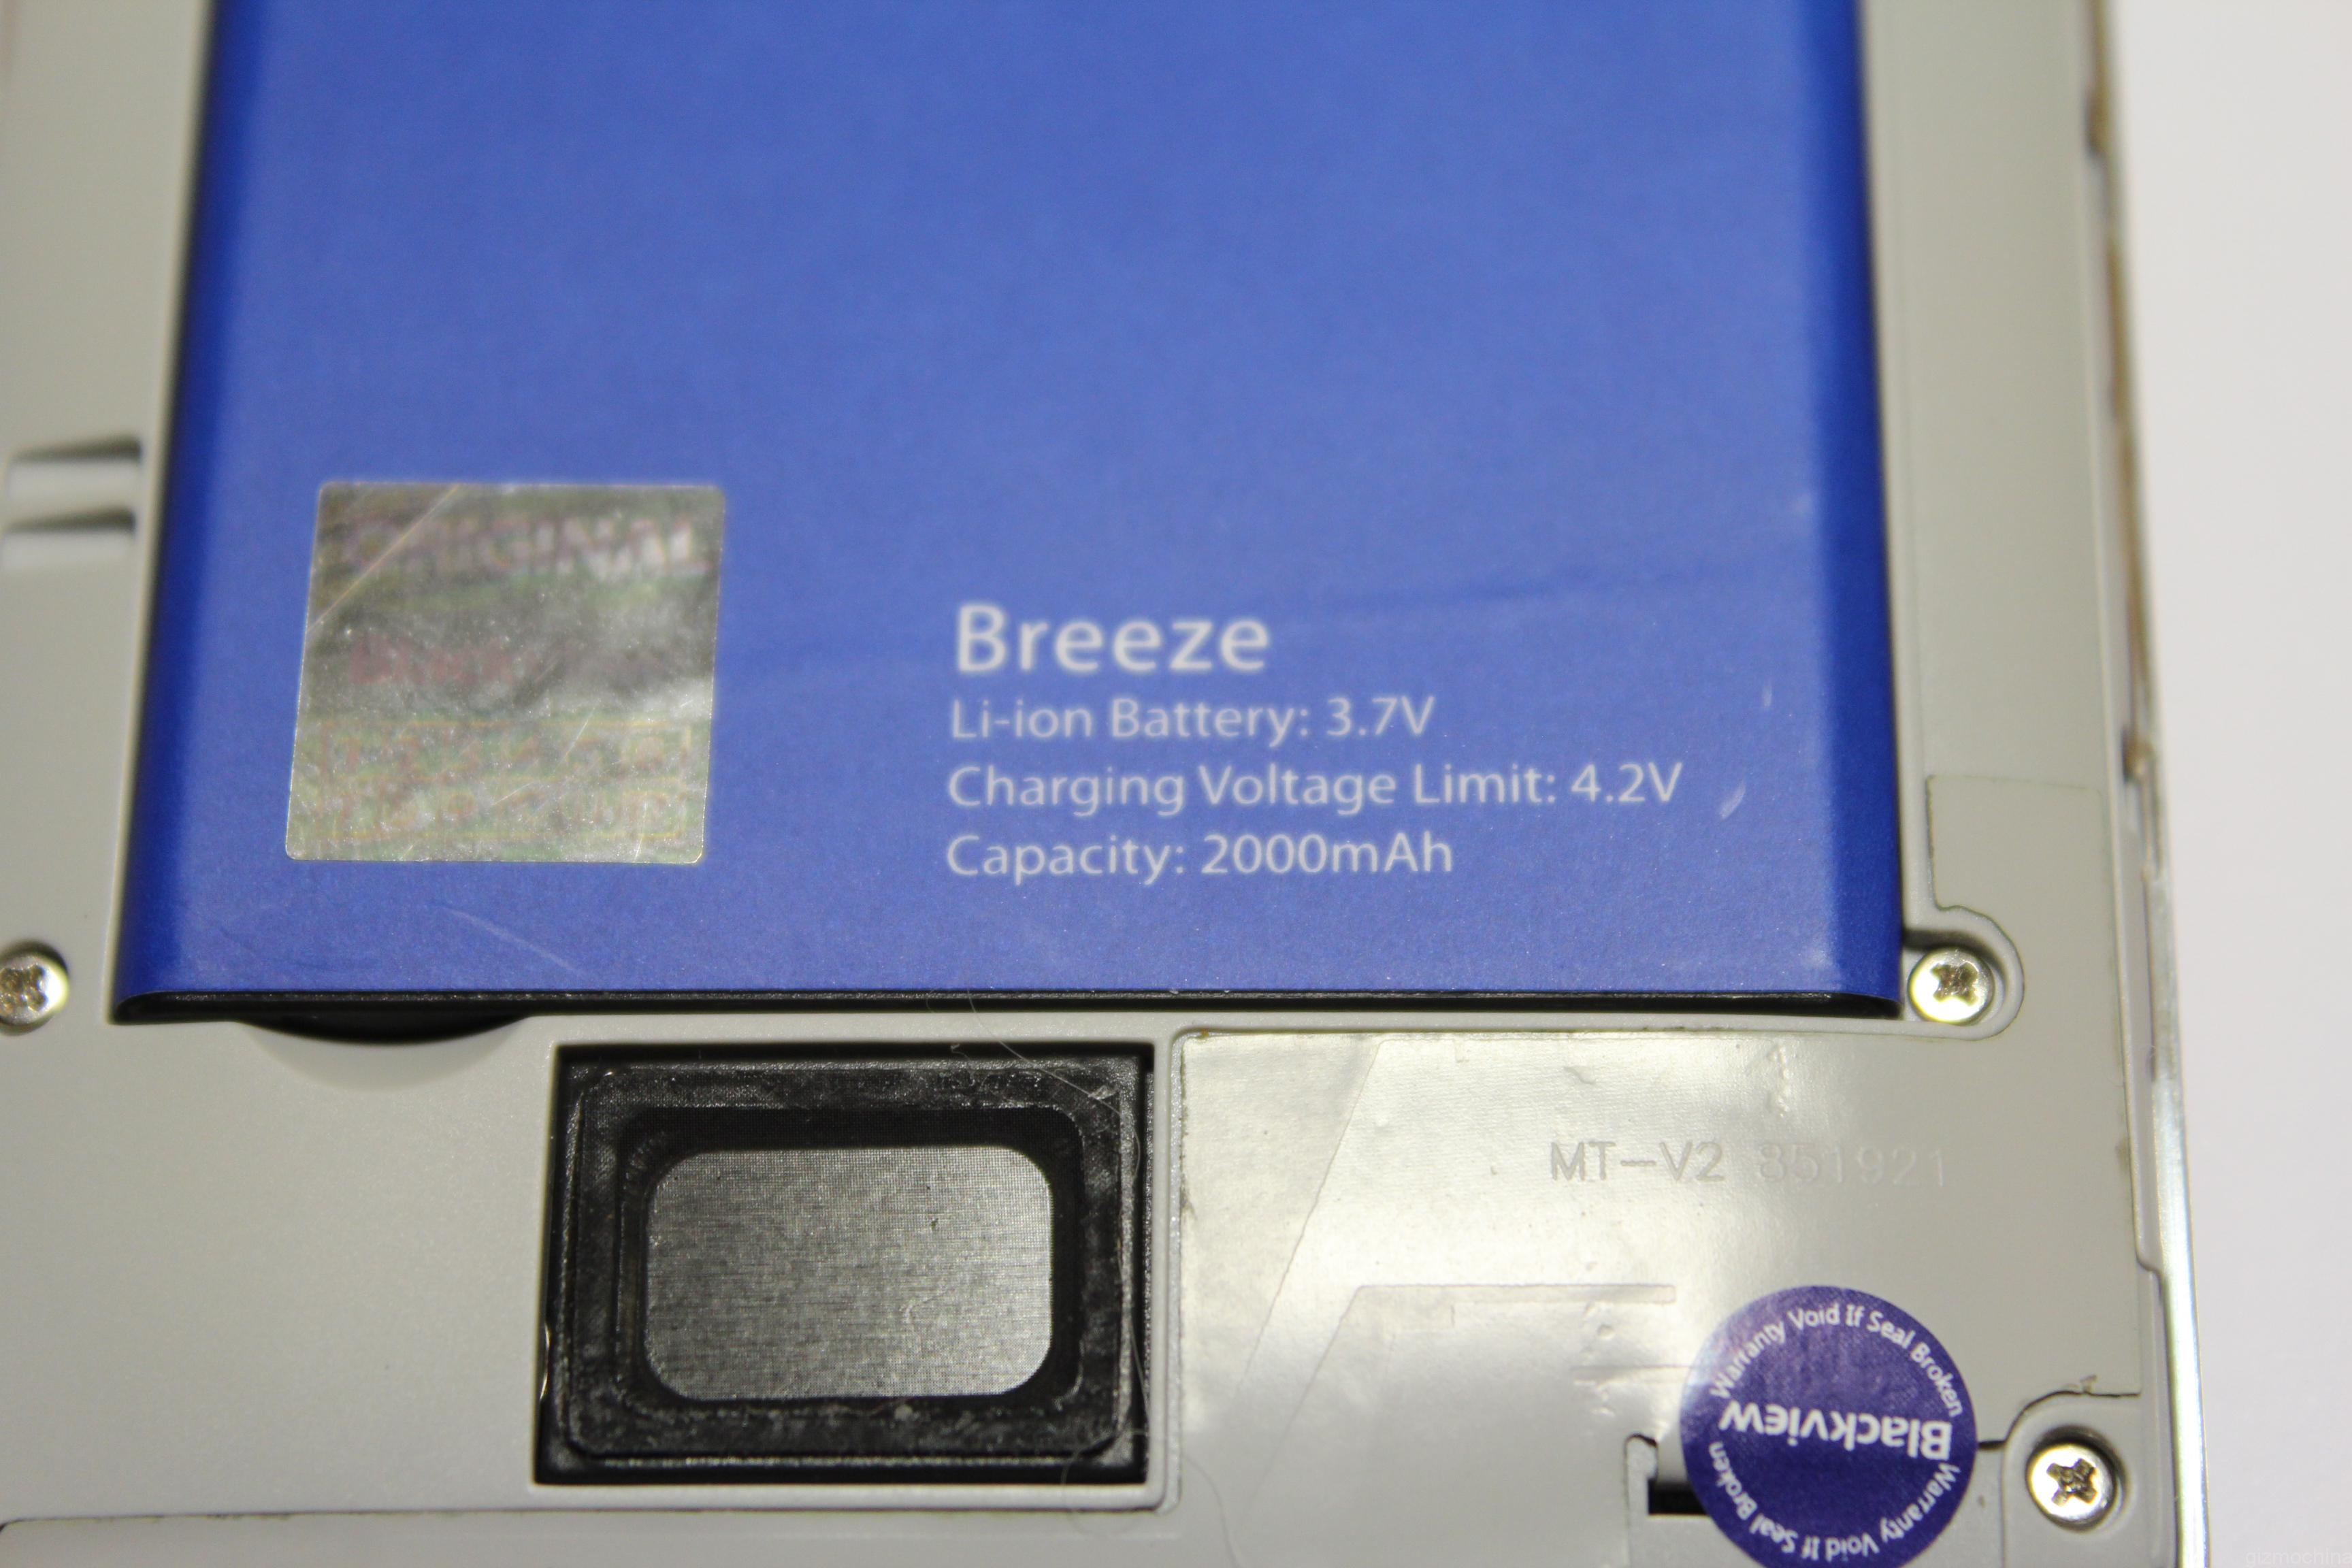 ORIGINAL
Breeze
Li-ion Battery: 3.7V
Charging Voltage Limit: 4.2V
Capacity: 2000mAh
MT-V2 851921
Warranty Void If Seal Broken
Blackview
Warranty Void If Seal Broken